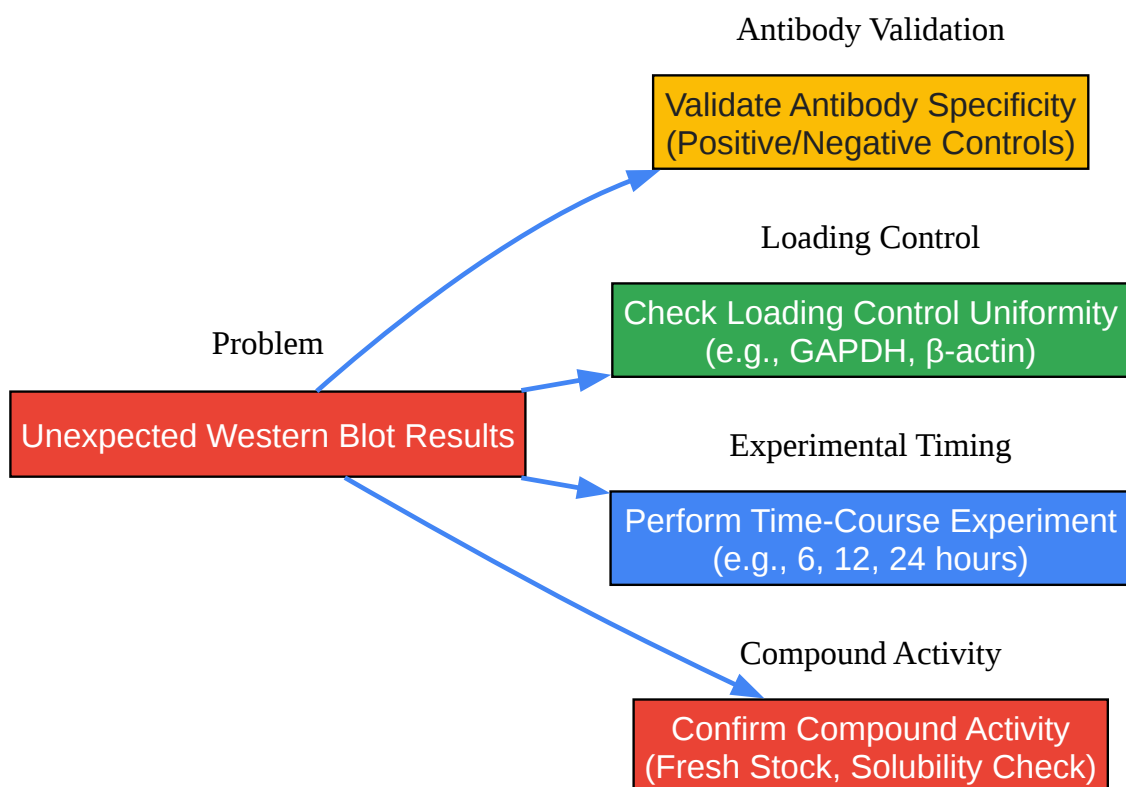 Antibody Validation
Validate Antibody Specificity
(Positive/Negative Controls)
Loading Control
Check Loading Control Uniformity
(e.g., GAPDH, β-actin)
Problem
Unexpected Western Blot Results
Experimental Timing
Perform Time-Course Experiment
(e.g., 6, 12, 24 hours)
Compound Activity
Confirm Compound Activity
(Fresh Stock, Solubility Check)